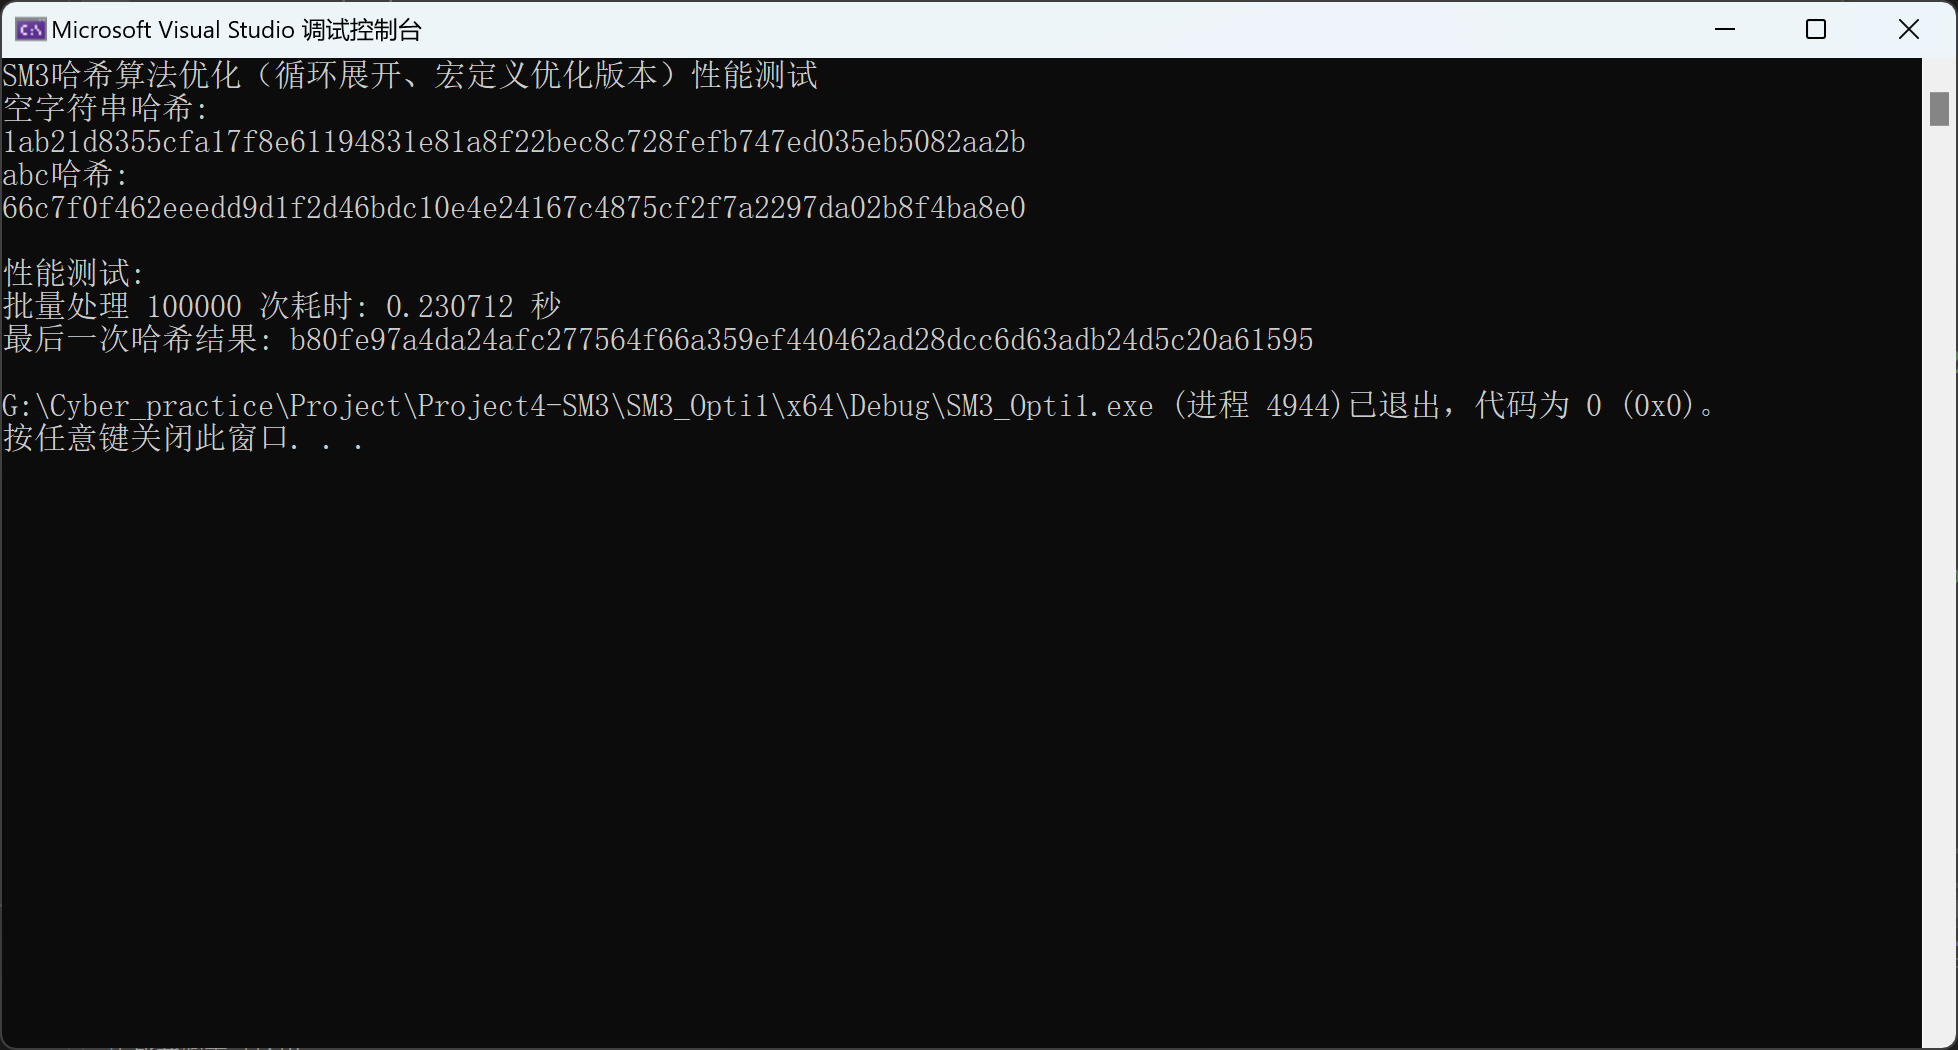 Microsoft Visual Studio 调试控制台
SM3哈希算法优化（循环展开、宏定义优化版本）性能测试
空字符串哈希:
1ab21d8355cfa17f8e61194831e81a8f22bec8c728fefb747ed035eb5082aa2b
abc哈希:
66c7f0f462eeedd9d1f2d46bdc10e4e24167c4875cf2f7a2297da02b8f4ba8e0
性能测试:
批量处理 100000 次耗时: 0.230712 秒
最后一次哈希结果: b80fe97a4da24afc277564f66a359ef440462ad28dcc6d63adb24d5c20a61595
G:\Cyber_practice\Project\Project4-SM3\SM3_Opti1\x64\Debug\SM3_Opti1.exe (进程 4944)已退出，代码为 0 (0x0)。
按任意键关闭此窗口. . .